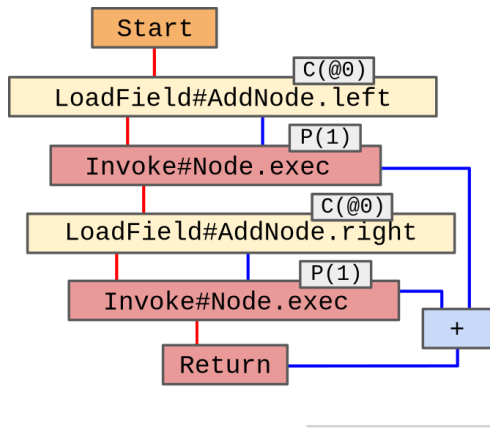 Start
C(@0)
LoadField#AddNode.left
P(1)
Invoke#Node.exec
C(@0)
LoadField#AddNode.right
P(1)
Invoke#Node.exec
+
Return